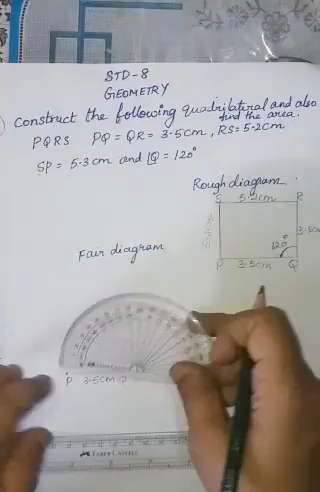 STD-8
GEOMETRY
Construct the following quadrilateral and also
find the area.
PQRS PQ = QR = 3.5cm, RS = 5.2cm
SP = 5.3cm and ∠Q = 120°
Rough diagram.
S 5.2cm R
3.5cm
120°
P 3.5cm Q
Fair diagram
P 3.5cm Q
FABER CASTELL